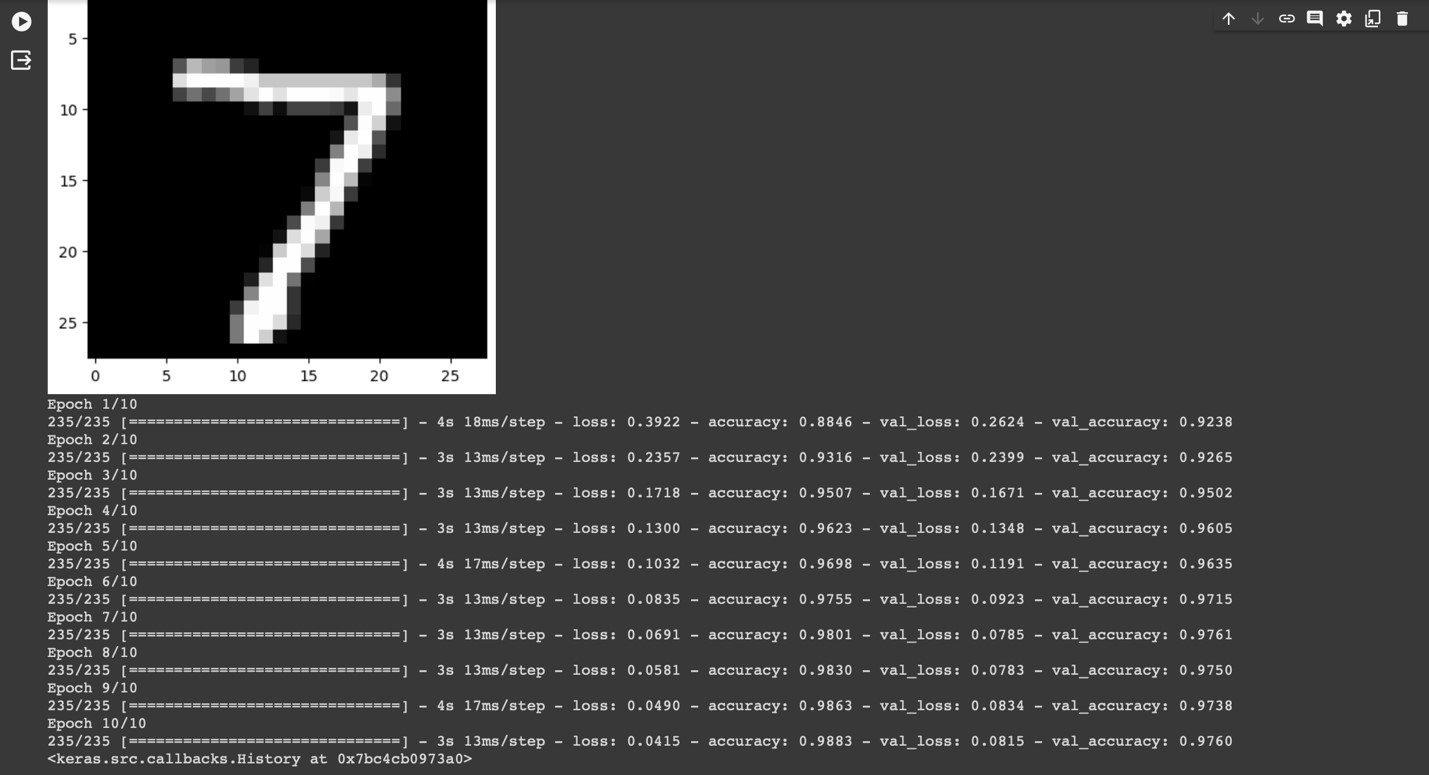 5
10
15
20
25
0 5 10 15 20 25
Epoch 1/10
235/235 [==============================] - 4s 18ms/step - loss: 0.3922 - accuracy: 0.8846 - val_loss: 0.2624 - val_accuracy: 0.9238
Epoch 2/10
235/235 [==============================] - 3s 13ms/step - loss: 0.2357 - accuracy: 0.9316 - val_loss: 0.2399 - val_accuracy: 0.9265
Epoch 3/10
235/235 [==============================] - 3s 13ms/step - loss: 0.1718 - accuracy: 0.9507 - val_loss: 0.1671 - val_accuracy: 0.9502
Epoch 4/10
235/235 [==============================] - 3s 13ms/step - loss: 0.1300 - accuracy: 0.9623 - val_loss: 0.1348 - val_accuracy: 0.9605
Epoch 5/10
235/235 [==============================] - 4s 17ms/step - loss: 0.1032 - accuracy: 0.9698 - val_loss: 0.1191 - val_accuracy: 0.9635
Epoch 6/10
235/235 [==============================] - 3s 13ms/step - loss: 0.0835 - accuracy: 0.9755 - val_loss: 0.0923 - val_accuracy: 0.9715
Epoch 7/10
235/235 [==============================] - 3s 13ms/step - loss: 0.0691 - accuracy: 0.9801 - val_loss: 0.0785 - val_accuracy: 0.9761
Epoch 8/10
235/235 [==============================] - 3s 13ms/step - loss: 0.0581 - accuracy: 0.9830 - val_loss: 0.0783 - val_accuracy: 0.9750
Epoch 9/10
235/235 [==============================] - 4s 17ms/step - loss: 0.0490 - accuracy: 0.9863 - val_loss: 0.0834 - val_accuracy: 0.9738
Epoch 10/10
235/235 [==============================] - 3s 13ms/step - loss: 0.0415 - accuracy: 0.9883 - val_loss: 0.0815 - val_accuracy: 0.9760
<keras.src.callbacks.History at 0x7bc4cb0973a0>